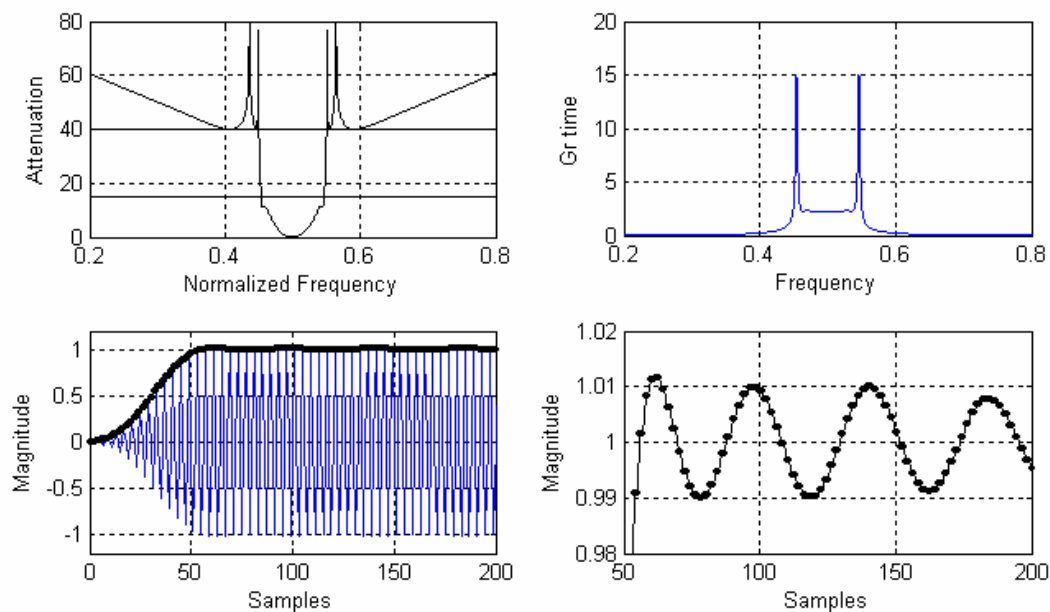 80
60
40
20
0
Attenuation
0.2 0.4 0.6 0.8
Normalized Frequency
20
15
10
5
0
Gr time
0.2 0.4 0.6 0.8
Frequency
1
0.5
0
-0.5
-1
Magnitude
0 50 100 150 200
Samples
1.02
1.01
1
0.99
0.98
Magnitude
50 100 150 200
Samples